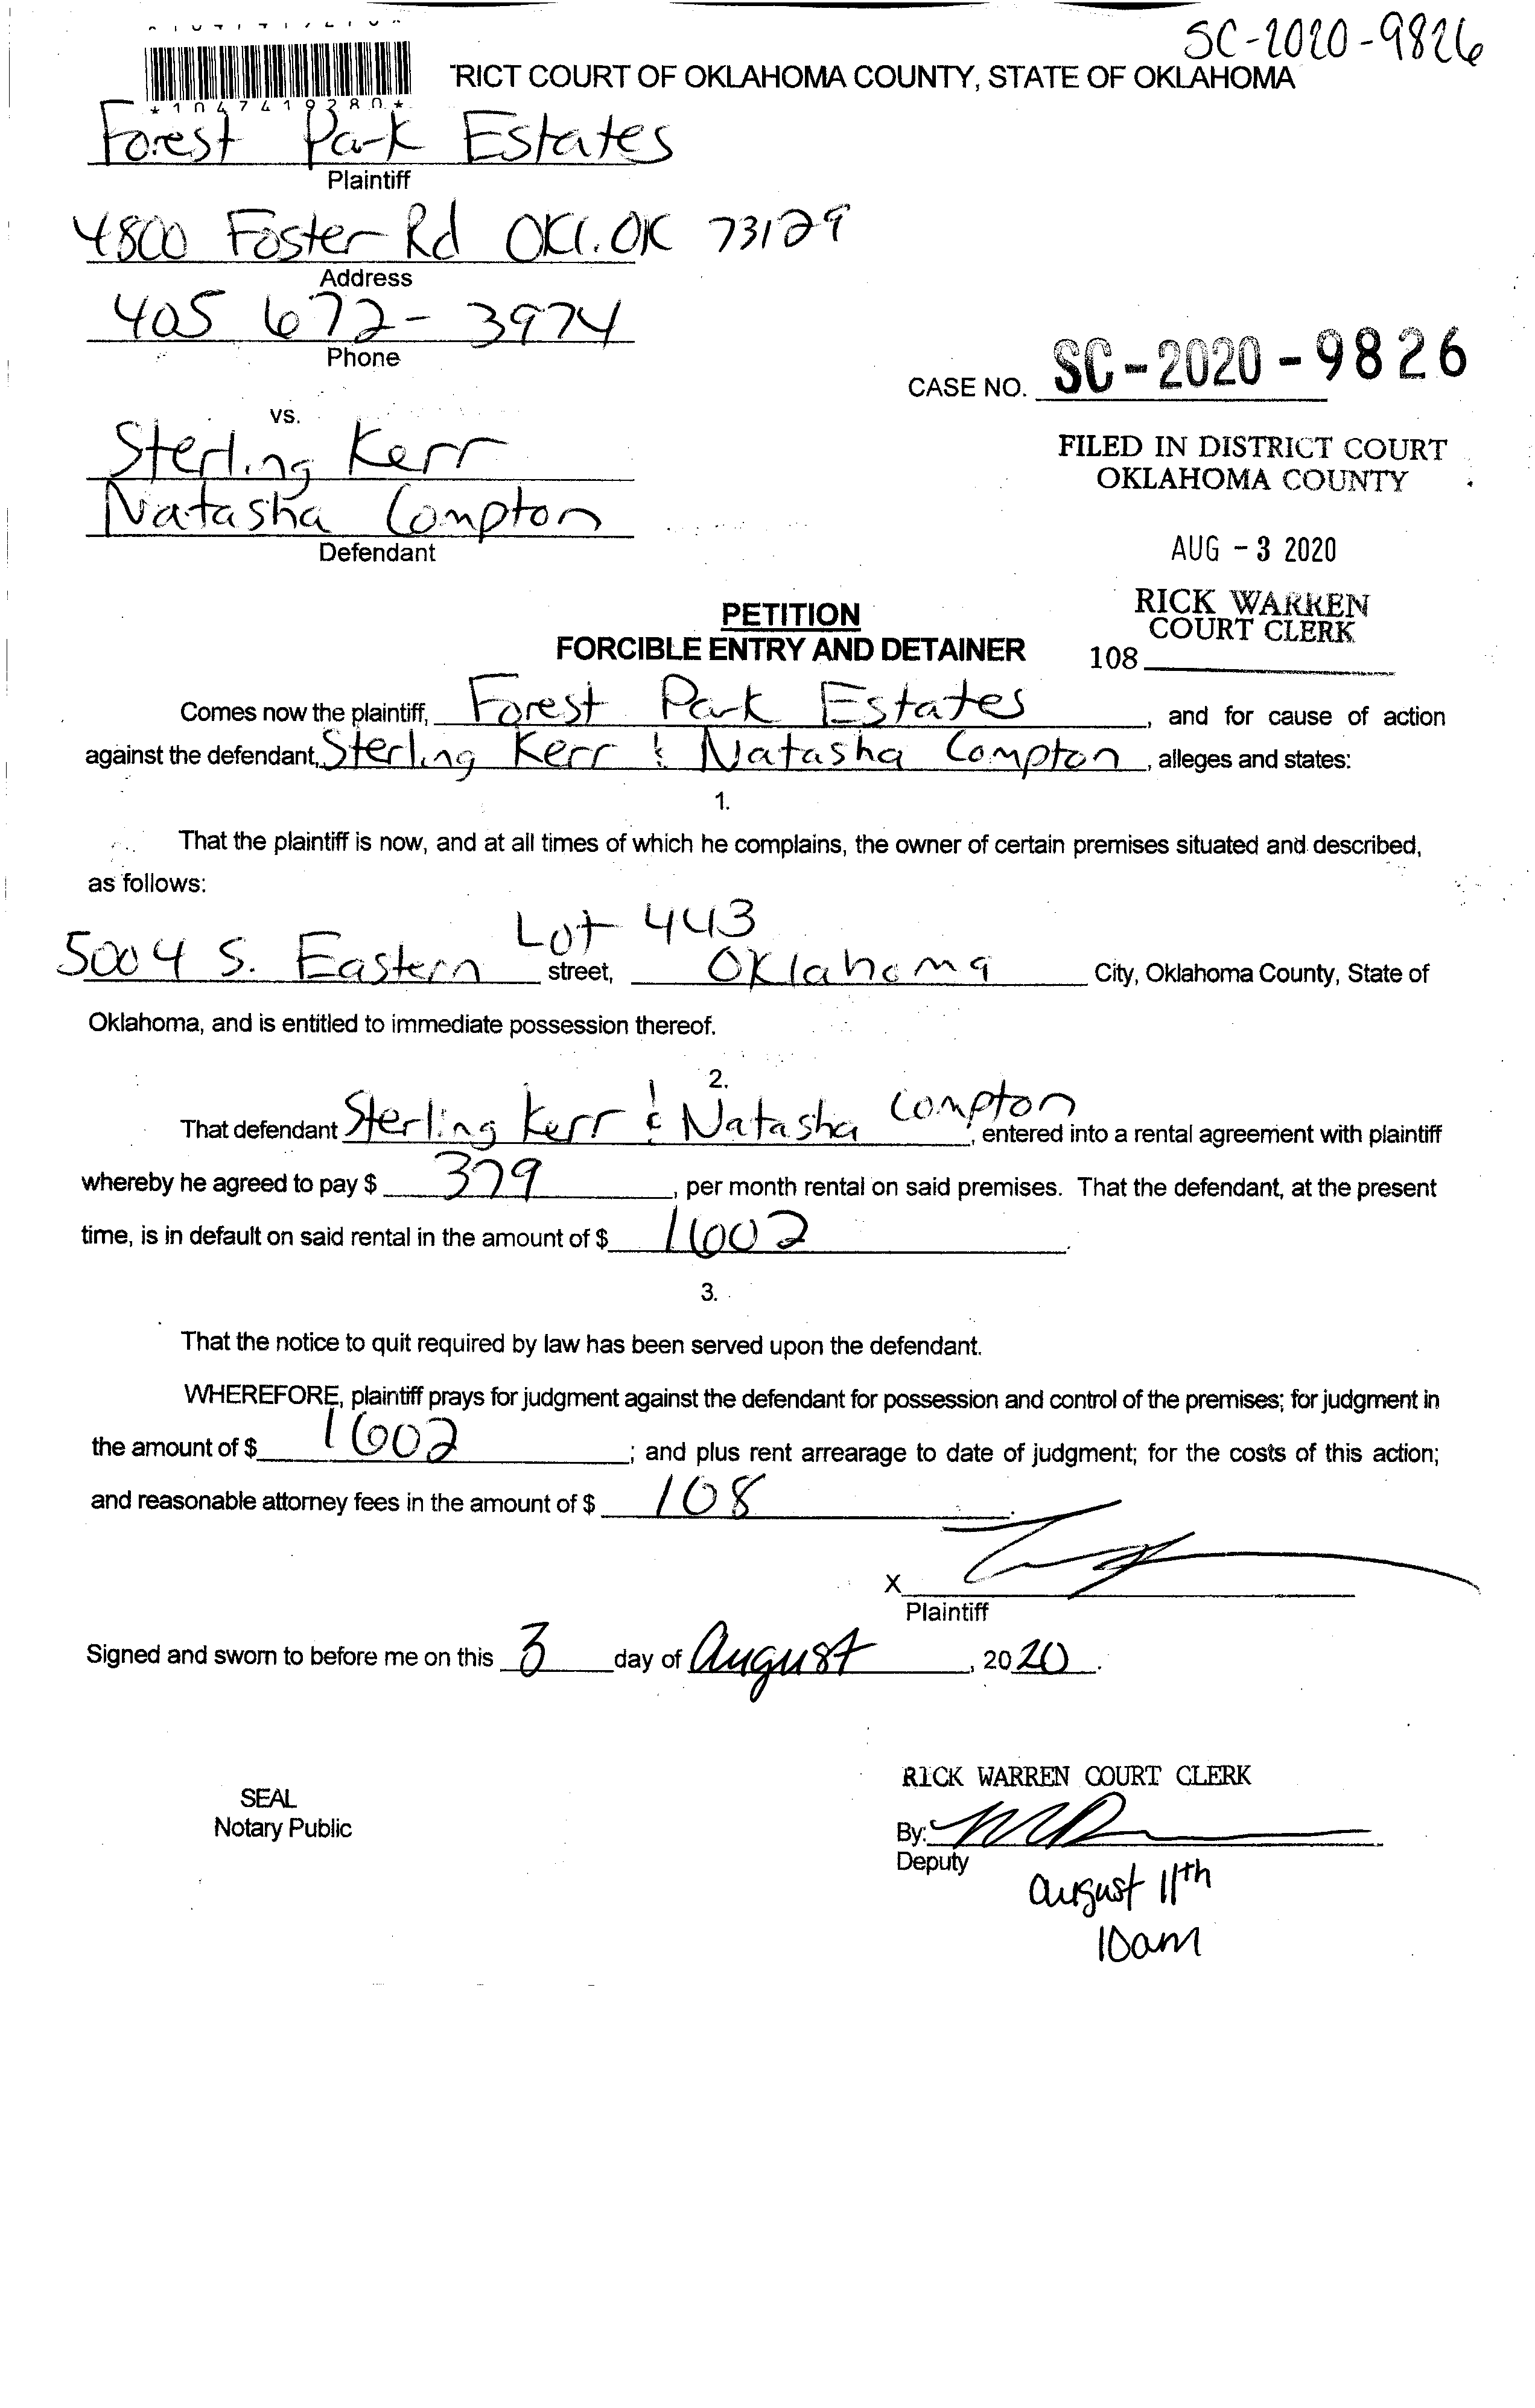 SC-2020-9826
*1047419280*
TRICT COURT OF OKLAHOMA COUNTY, STATE OF OKLAHOMA
Forest Park Estates
Plaintiff
4800 Foster Rd OKC. OK 73129
Address
405 672-3974
Phone
CASE NO. SC-2020-9826
vs.
FILED IN DISTRICT COURT
OKLAHOMA COUNTY
Sterling Kerr
Natasha Compton
Defendant
AUG - 3 2020
RICK WARREN
COURT CLERK
108
PETITION
FORCIBLE ENTRY AND DETAINER
Comes now the plaintiff, Forest Park Estates, and for cause of action
against the defendant, Sterling Kerr & Natasha Compton, alleges and states:
1.
That the plaintiff is now, and at all times of which he complains, the owner of certain premises situated and described,
as follows:
Lot 443
5004 S. Eastern street, Oklahoma City, Oklahoma County, State of
Oklahoma, and is entitled to immediate possession thereof.
2.
That defendant Sterling Kerr & Natasha Compton, entered into a rental agreement with plaintiff
whereby he agreed to pay $ 379, per month rental on said premises. That the defendant, at the present
time, is in default on said rental in the amount of $ 1602.
3.
That the notice to quit required by law has been served upon the defendant.
WHEREFORE, plaintiff prays for judgment against the defendant for possession and control of the premises; for judgment in
the amount of $ 1602; and plus rent arrearage to date of judgment; for the costs of this action;
and reasonable attorney fees in the amount of $ 108.
X
Plaintiff
Signed and sworn to before me on this 3 day of August, 2020.
RICK WARREN COURT CLERK
SEAL
Notary Public
By:
Deputy
August 11th
10am